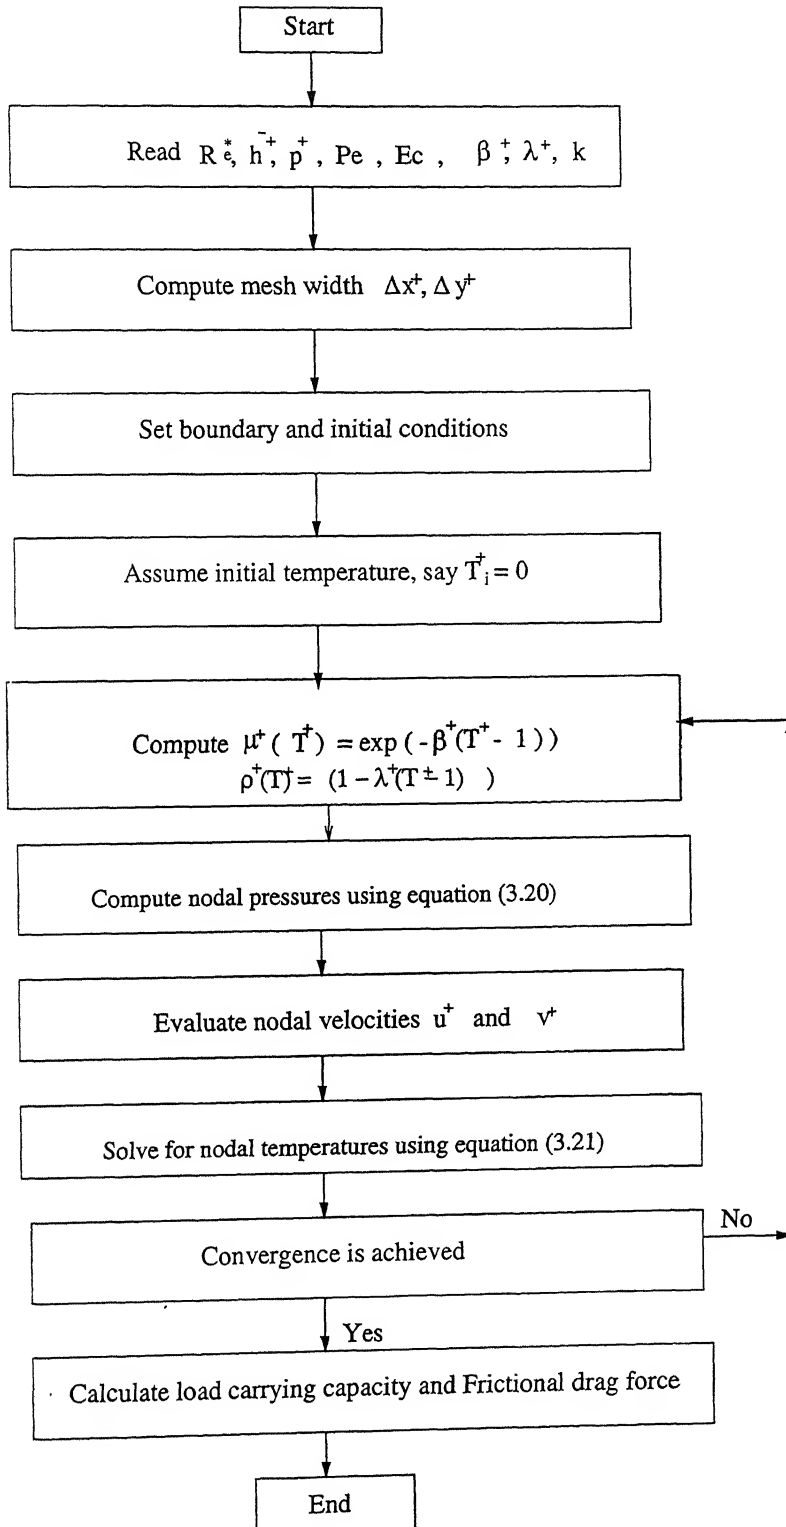 Start
Read R*e, h̄+, p+, Pe, Ec, β+, λ+, k
Compute mesh width Δx+, Δy+
Set boundary and initial conditions
Assume initial temperature, say T+i = 0
Compute μ+( T+) = exp ( -β+(T+ - 1))
ρ+(T)+ = (1 – λ+(T± 1) )
Compute nodal pressures using equation (3.20)
Evaluate nodal velocities u+ and v+
Solve for nodal temperatures using equation (3.21)
Convergence is achieved
No
Yes
Calculate load carrying capacity and Frictional drag force
End